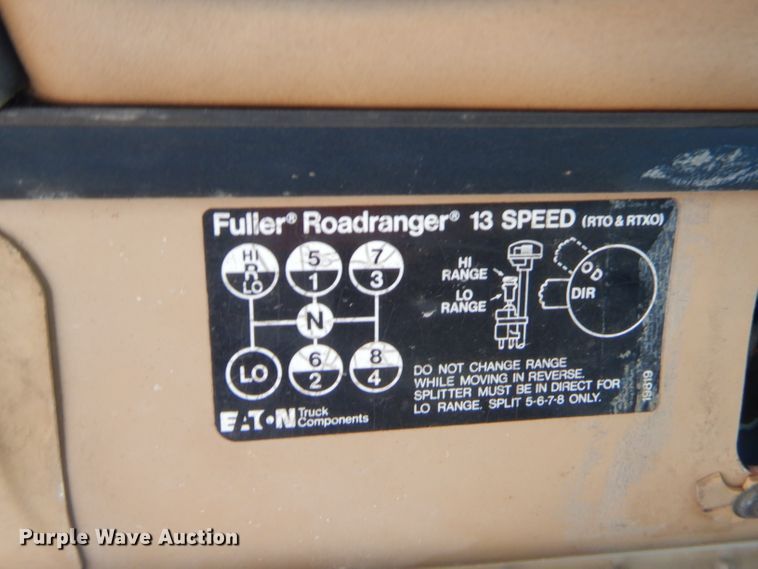 Fuller® Roadranger® 13 SPEED (RTO & RTXO)
HI
R
LO
5
1
7
3
N
LO
6
2
8
4
HI
RANGE
LO
RANGE
OD
DIR
DO NOT CHANGE RANGE
WHILE MOVING IN REVERSE.
SPLITTER MUST BE IN DIRECT FOR
LO RANGE. SPLIT 5-6-7-8 ONLY.
19819
EAT•N Truck
Components
Purple Wave Auction